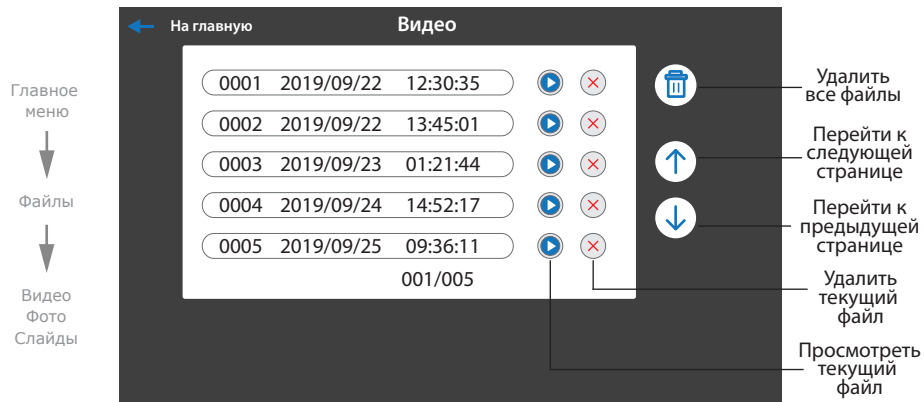 На главную
Видео
0001 2019/09/22 12:30:35
0002 2019/09/22 13:45:01
0003 2019/09/23 01:21:44
0004 2019/09/24 14:52:17
0005 2019/09/25 09:36:11
001/005
Главное
меню
Файлы
Видео
Фото
Слайды
Удалить
все файлы
Перейти к
следующей
странице
Перейти к
предыдущей
странице
Удалить
текущий
файл
Просмотреть
текущий
файл